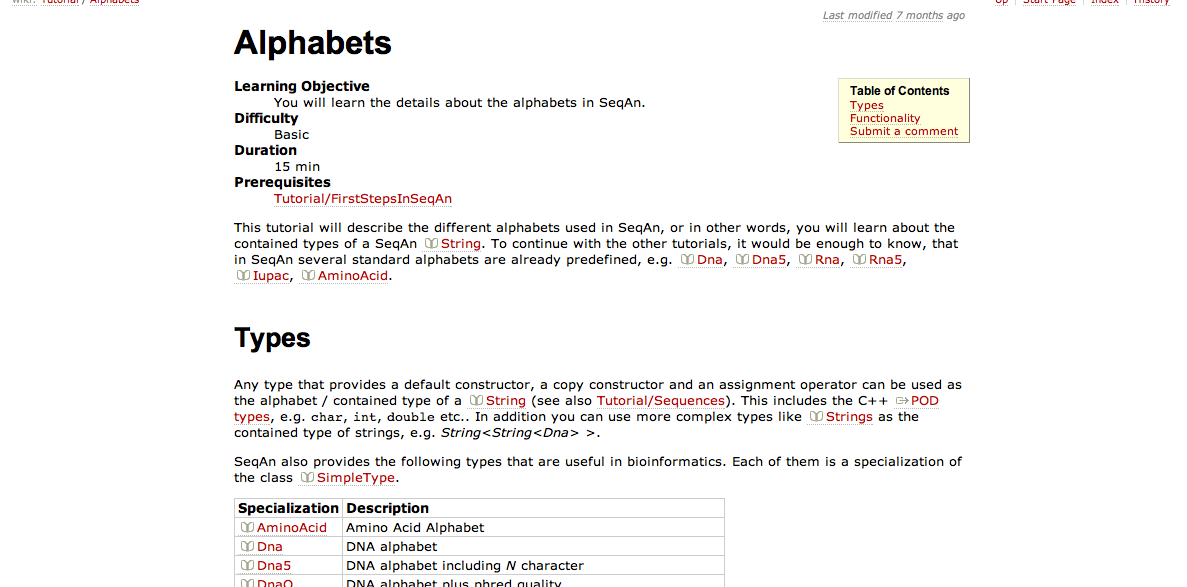 wiki: Tutorial / Alphabets
Up | Start Page | Index | History
Last modified 7 months ago
Alphabets
Learning Objective
You will learn the details about the alphabets in SeqAn.
Difficulty
Basic
Duration
15 min
Prerequisites
Tutorial/FirstStepsInSeqAn
Table of Contents
Types
Functionality
Submit a comment
This tutorial will describe the different alphabets used in SeqAn, or in other words, you will learn about the
contained types of a SeqAn String. To continue with the other tutorials, it would be enough to know, that
in SeqAn several standard alphabets are already predefined, e.g. Dna, Dna5, Rna, Rna5,
Iupac, AminoAcid.
Types
Any type that provides a default constructor, a copy constructor and an assignment operator can be used as
the alphabet / contained type of a String (see also Tutorial/Sequences). This includes the C++ POD
types, e.g. char, int, double etc.. In addition you can use more complex types like Strings as the
contained type of strings, e.g. String<String<Dna> >.
SeqAn also provides the following types that are useful in bioinformatics. Each of them is a specialization of
the class SimpleType.
Specialization Description
AminoAcid Amino Acid Alphabet
Dna DNA alphabet
Dna5 DNA alphabet including N character
DnaQ DNA alphabet plus phred quality